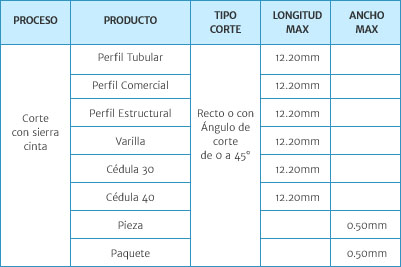 PROCESO PRODUCTO TIPO CORTE LONGITUD MAX ANCHO MAX
Corte con sierra cinta
Perfil Tubular 12.20mm
Perfil Comercial 12.20mm
Perfil Estructural 12.20mm
Recto o con
Ángulo de
corte
de 0 a 45°
Varilla 12.20mm
Cédula 30 12.20mm
Cédula 40 12.20mm
Pieza 0.50mm
Paquete 0.50mm